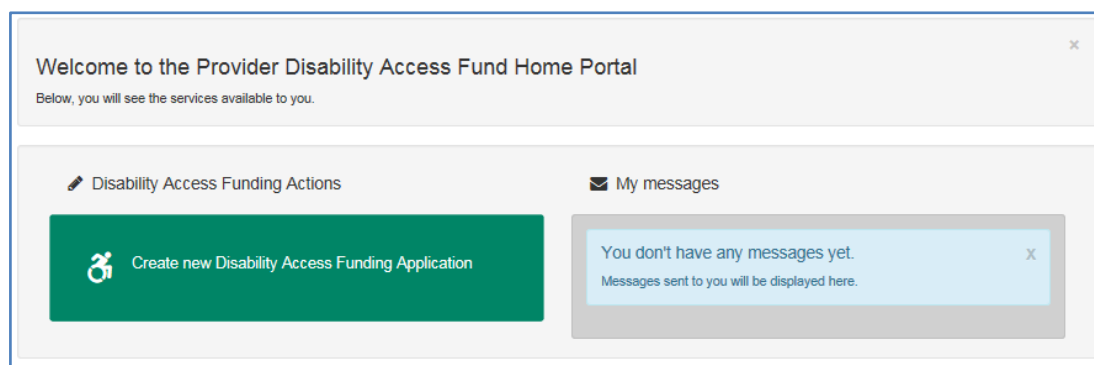 Welcome to the Provider Disability Access Fund Home Portal
x
Below, you will see the services available to you.
Disability Access Funding Actions
My messages
Create new Disability Access Funding Application
You don't have any messages yet.
x
Messages sent to you will be displayed here.